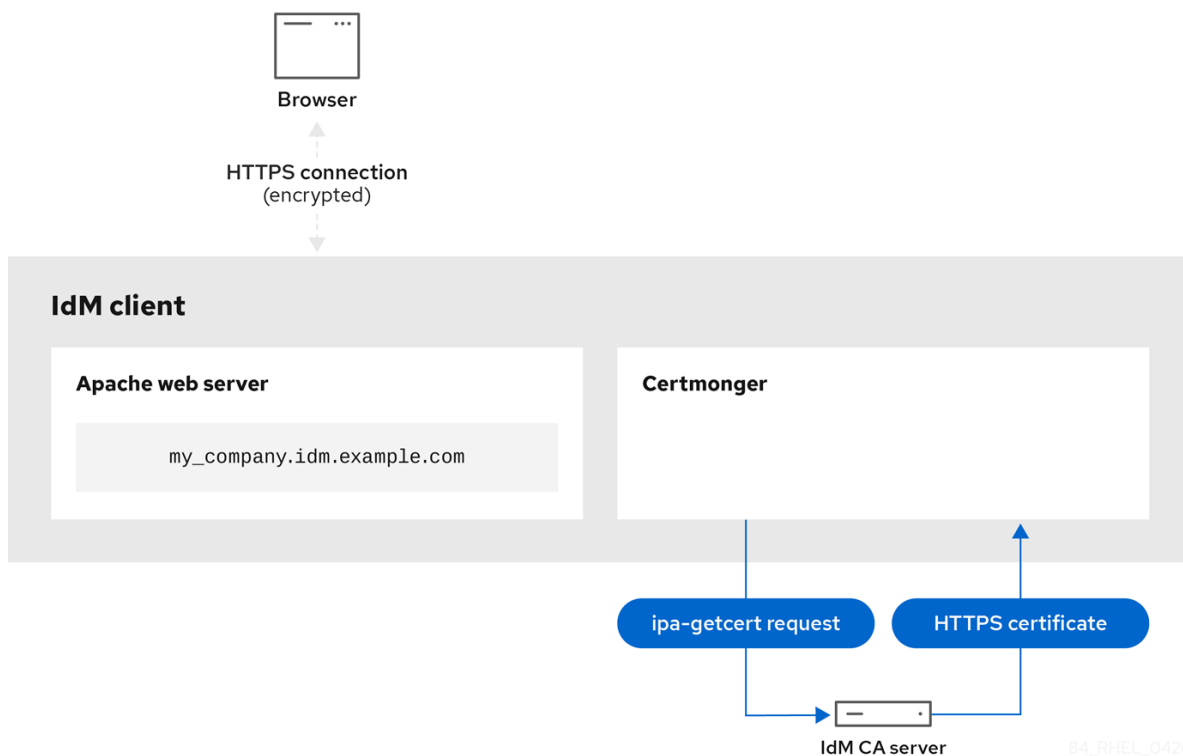 Browser
HTTPS connection
(encrypted)
IdM client
Apache web server
my_company.idm.example.com
Certmonger
ipa-getcert request
HTTPS certificate
IdM CA server